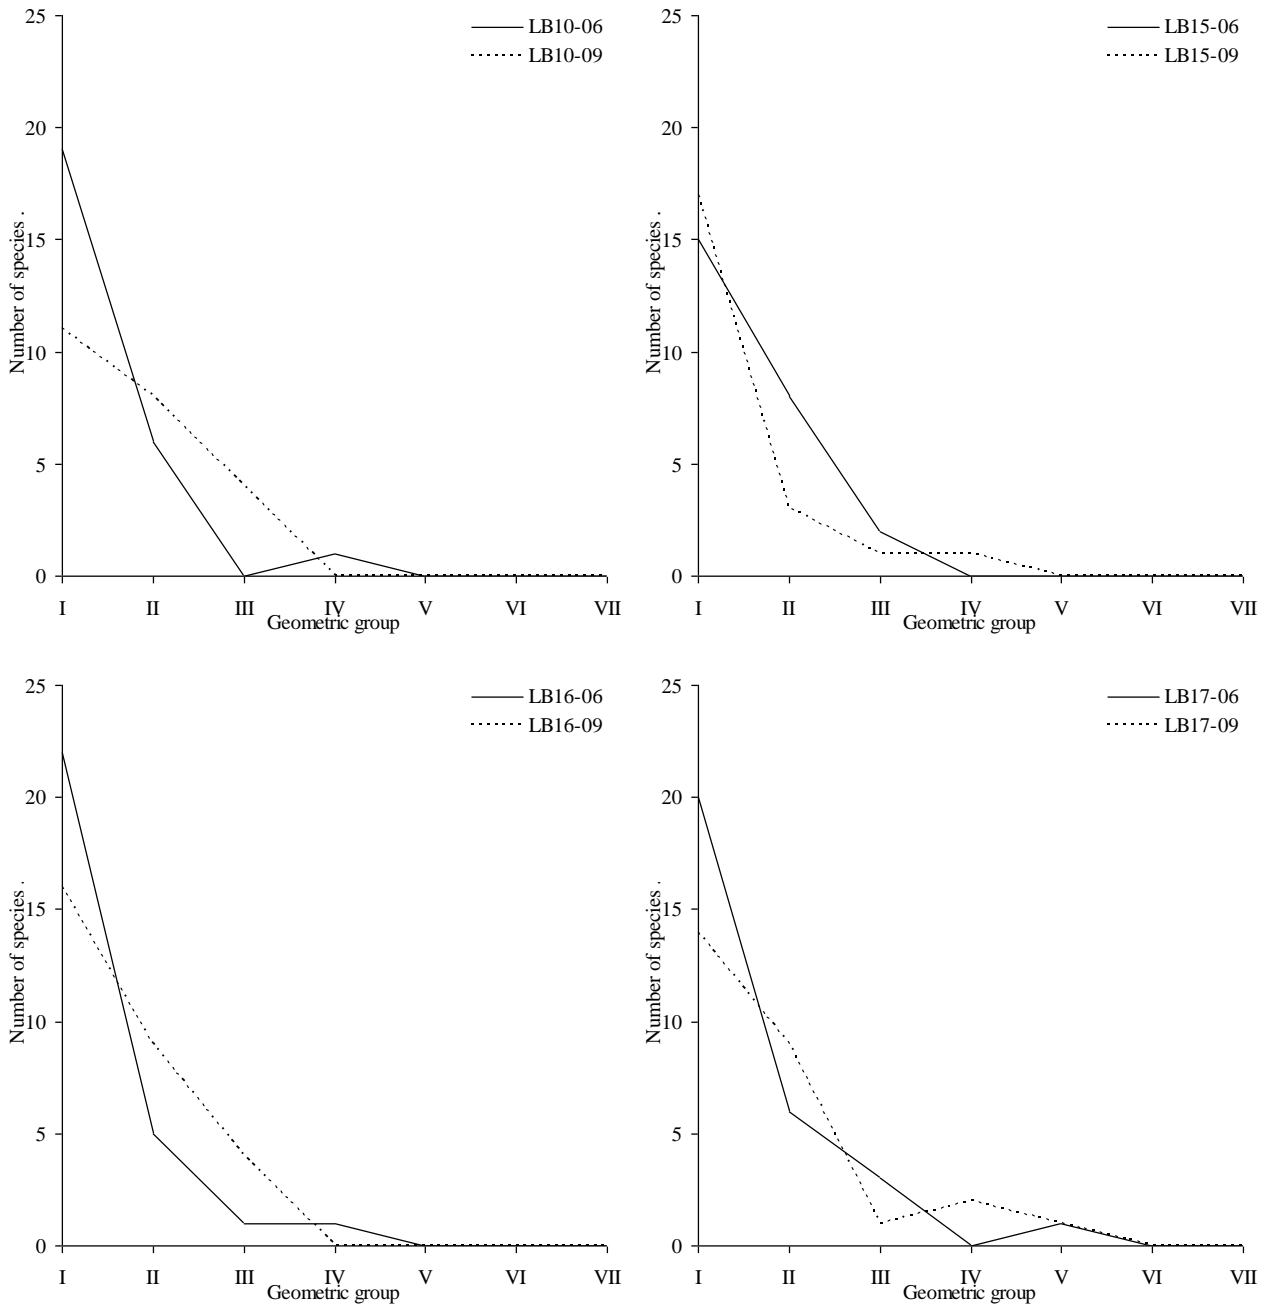 25
20
15
10
5
0
Number of species .
LB10-06
LB10-09
I II III IV V VI VII
Geometric group
25
20
15
10
5
0
Number of species .
LB15-06
LB15-09
I II III IV V VI VII
Geometric group
25
20
15
10
5
0
Number of species .
LB16-06
LB16-09
I II III IV V VI VII
Geometric group
25
20
15
10
5
0
Number of species .
LB17-06
LB17-09
I II III IV V VI VII
Geometric group